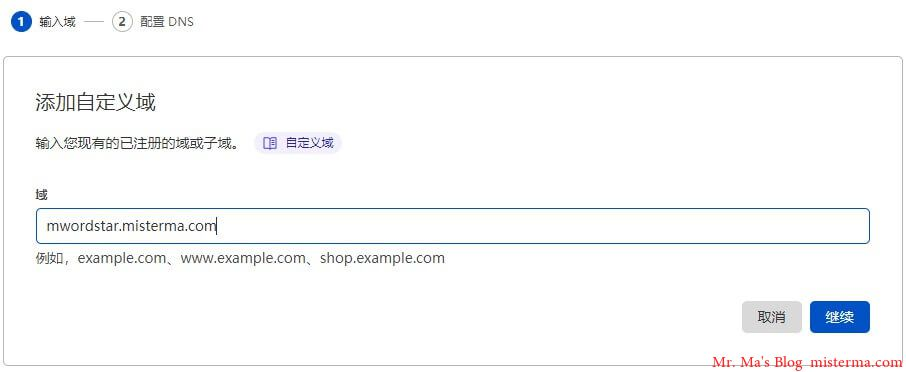 1 输入域 2 配置 DNS
添加自定义域
输入您现有的已注册的域或子域。 自定义域
域
mwordstar.misterma.com
例如，example.com、www.example.com、shop.example.com
取消 继续
Mr. Ma's Blog misterma.com